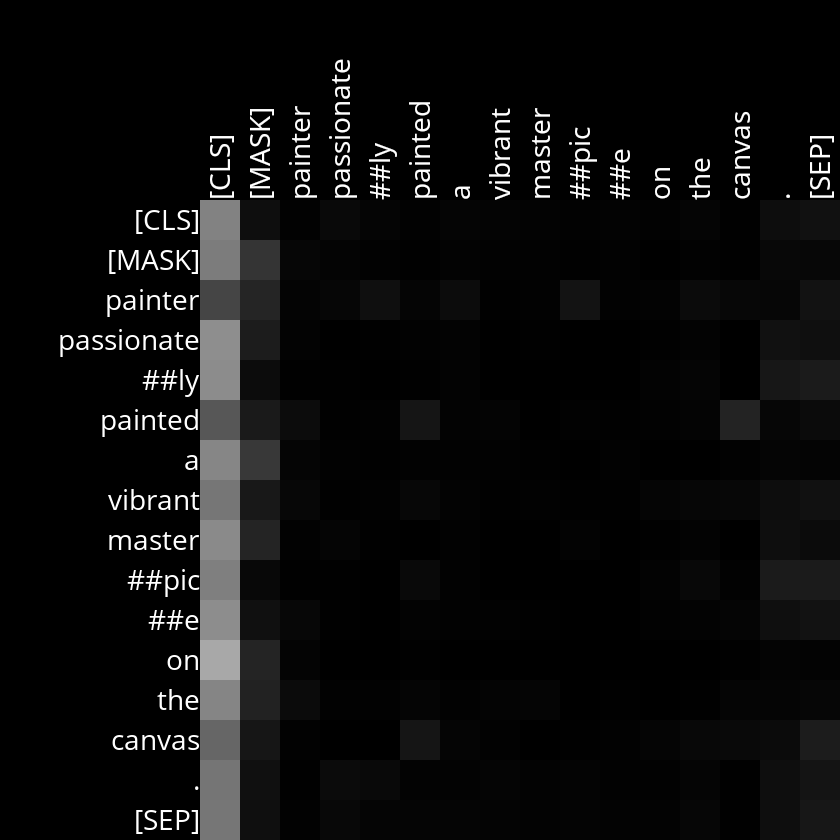 [CLS] [MASK] painter passionate ##ly painted a vibrant master ##pic ##e on the canvas . [SEP]
[CLS]
[MASK]
painter
passionate
##ly
painted
a
vibrant
master
##pic
##e
on
the
canvas
.
[SEP]